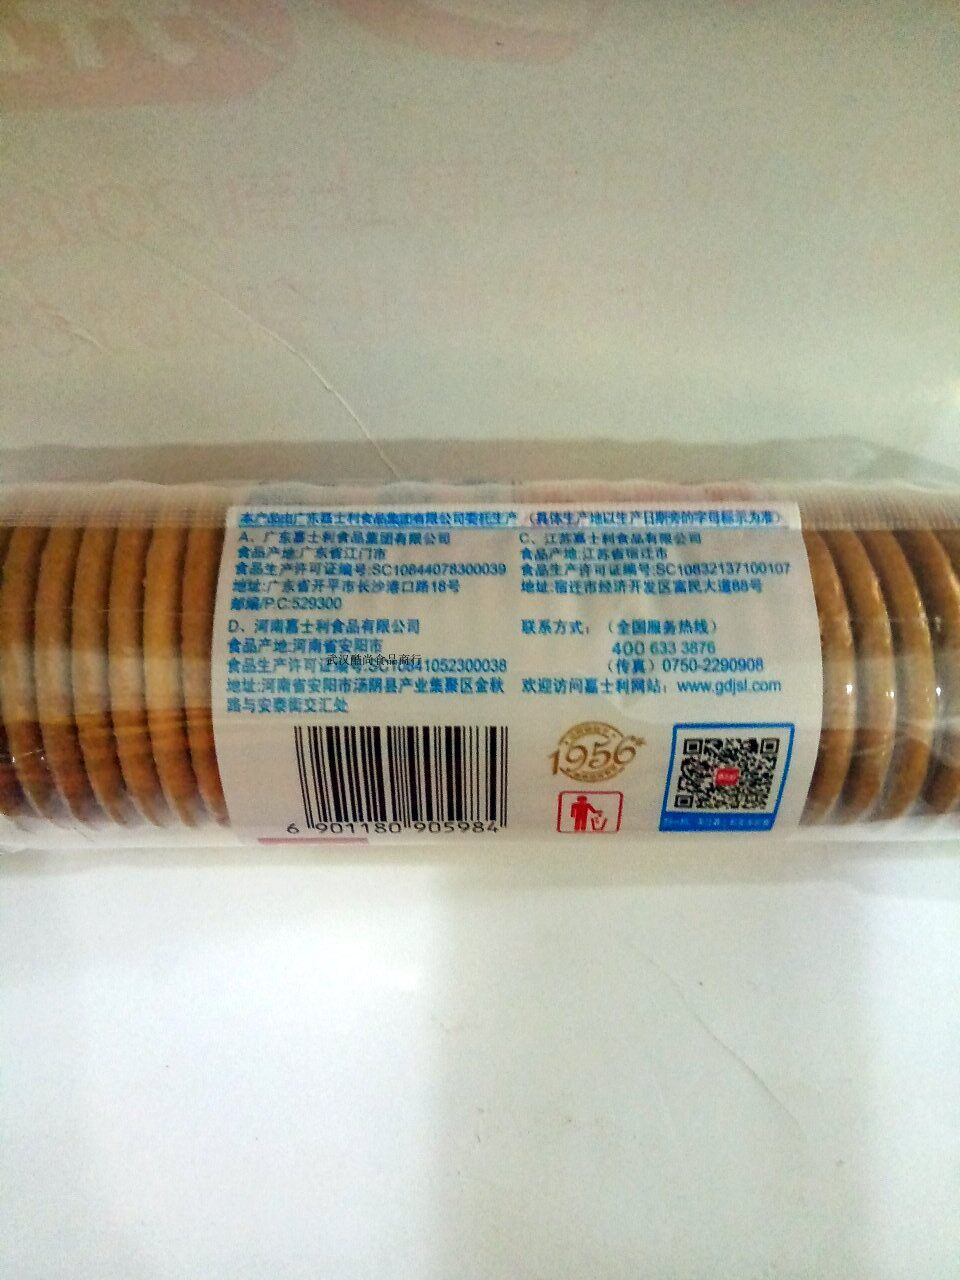 本产品由广东嘉士利食品集团有限公司委托生产 (具体生产地以生产日期旁的字母标示为准)
A、广东嘉士利食品集团有限公司
食品产地:广东省江门市
食品生产许可证编号:SC10844078300039
地址:广东省开平市长沙港口路18号
邮编/P.C:529300
C、江苏嘉士利食品有限公司
食品产地:江苏省宿迁市
食品生产许可证编号:SC10832137100107
地址:宿迁市经济开发区富民大道88号
D、河南嘉士利食品有限公司
食品产地:河南省安阳市
武汉酷尚食品商行
食品生产许可证编号:SC10841052300038
地址:河南省安阳市汤阴县产业集聚区金秋
路与安泰街交汇处
联系方式：（全国服务热线）
400 633 3876
（传真）0750-2290908
欢迎访问嘉士利网站：www.gdjsl.com
6 901180 905984
1956